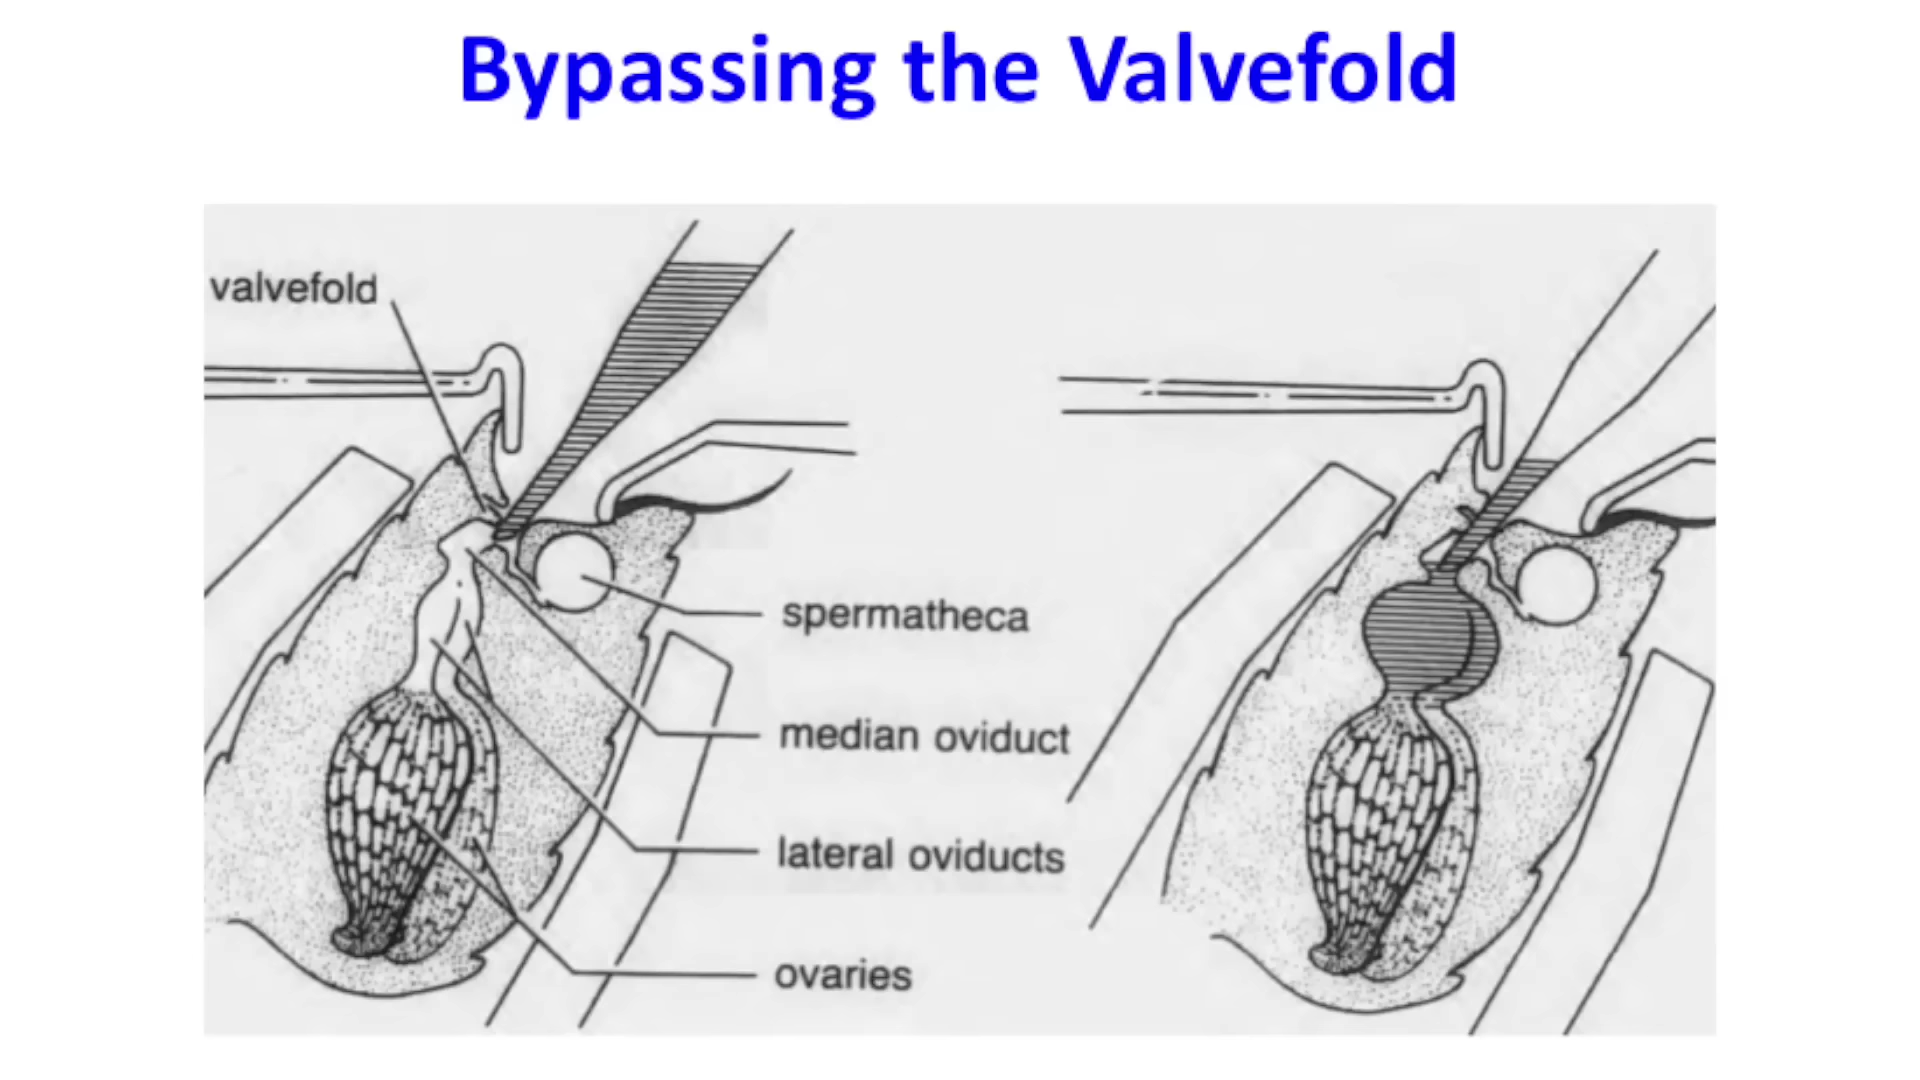 Bypassing the Valvefold
valvefold
spermatheca
median oviduct
lateral oviducts
ovaries